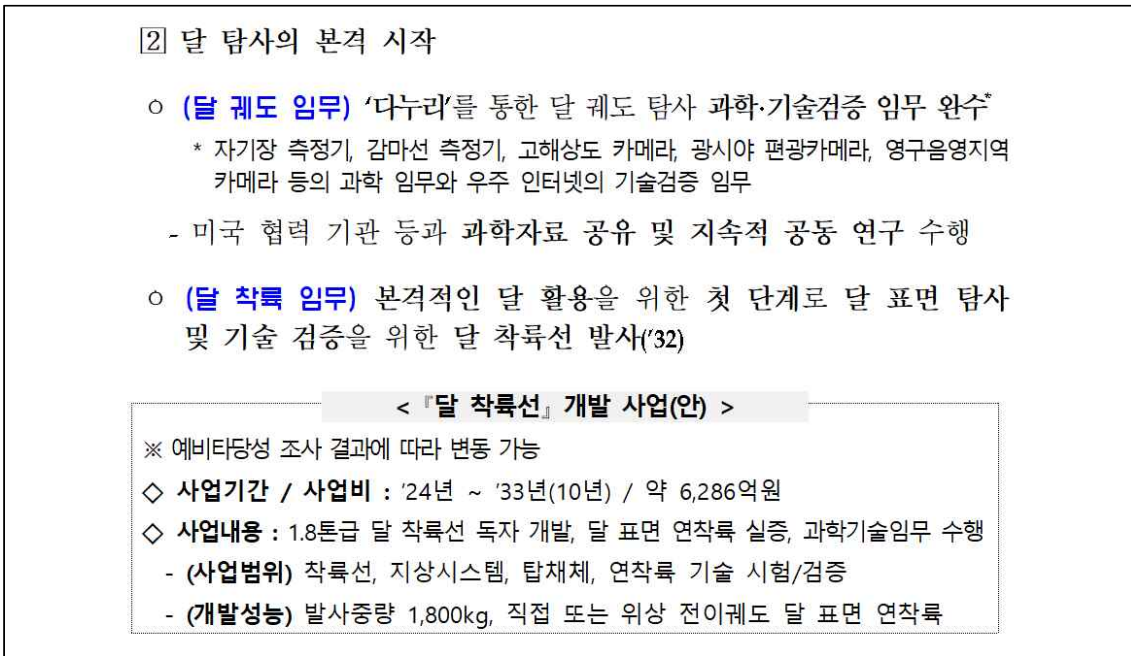 2 달 탐사의 본격 시작
○ (달 궤도 임무) '다누리'를 통한 달 궤도 탐사 과학·기술검증 임무 완수*
* 자기장 측정기, 감마선 측정기, 고해상도 카메라, 광시야 편광카메라, 영구음영지역
카메라 등의 과학 임무와 우주 인터넷의 기술검증 임무
- 미국 협력 기관 등과 과학자료 공유 및 지속적 공동 연구 수행
○ (달 착륙 임무) 본격적인 달 활용을 위한 첫 단계로 달 표면 탐사
및 기술 검증을 위한 달 착륙선 발사('32)
< 『달 착륙선』 개발 사업(안) >
※ 예비타당성 조사 결과에 따라 변동 가능
◇ 사업기간 / 사업비 : '24년 ~ '33년(10년) / 약 6,286억원
◇ 사업내용 : 1.8톤급 달 착륙선 독자 개발, 달 표면 연착륙 실증, 과학기술임무 수행
- (사업범위) 착륙선, 지상시스템, 탑채체, 연착륙 기술 시험/검증
- (개발성능) 발사중량 1,800kg, 직접 또는 위상 전이궤도 달 표면 연착륙